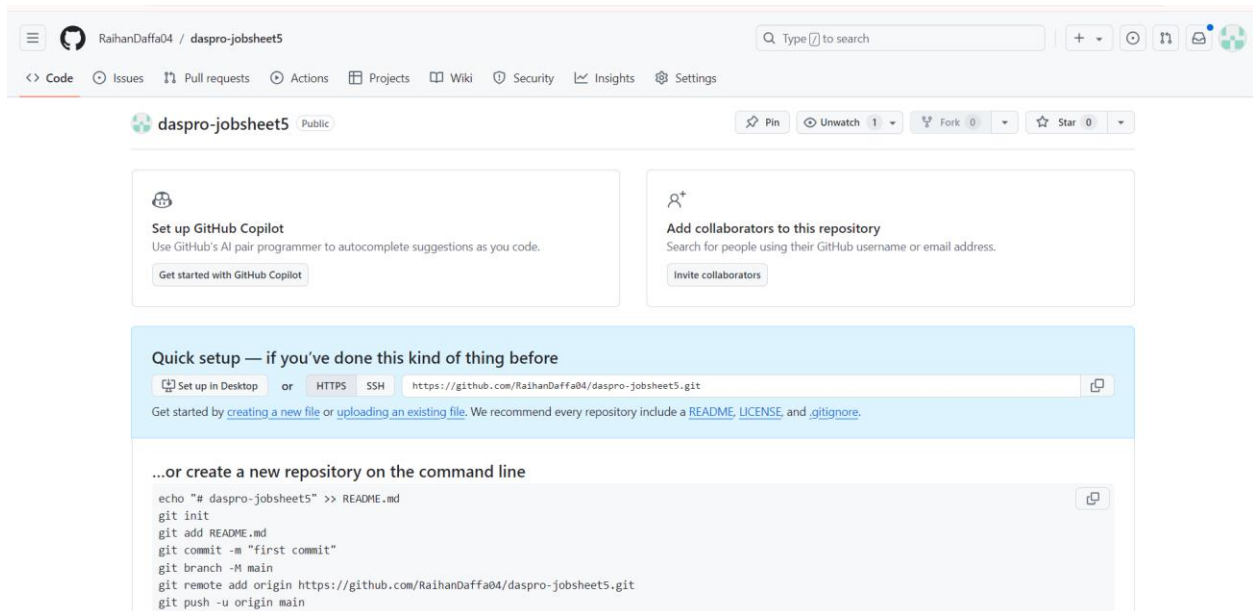 RaihanDaffa04 / daspro-jobsheet5
Type / to search
Code Issues Pull requests Actions Projects Wiki Security Insights Settings
daspro-jobsheet5 Public
Pin Unwatch 1 Fork 0 Star 0
Set up GitHub Copilot
Use GitHub's AI pair programmer to autocomplete suggestions as you code.
Get started with GitHub Copilot
Add collaborators to this repository
Search for people using their GitHub username or email address.
Invite collaborators
Quick setup — if you've done this kind of thing before
Set up in Desktop or HTTPS SSH https://github.com/RaihanDaffa04/daspro-jobsheet5.git
Get started by creating a new file or uploading an existing file. We recommend every repository include a README, LICENSE, and .gitignore.
...or create a new repository on the command line
echo "# daspro-jobsheet5" >> README.md
git init
git add README.md
git commit -m "first commit"
git branch -M main
git remote add origin https://github.com/RaihanDaffa04/daspro-jobsheet5.git
git push -u origin main